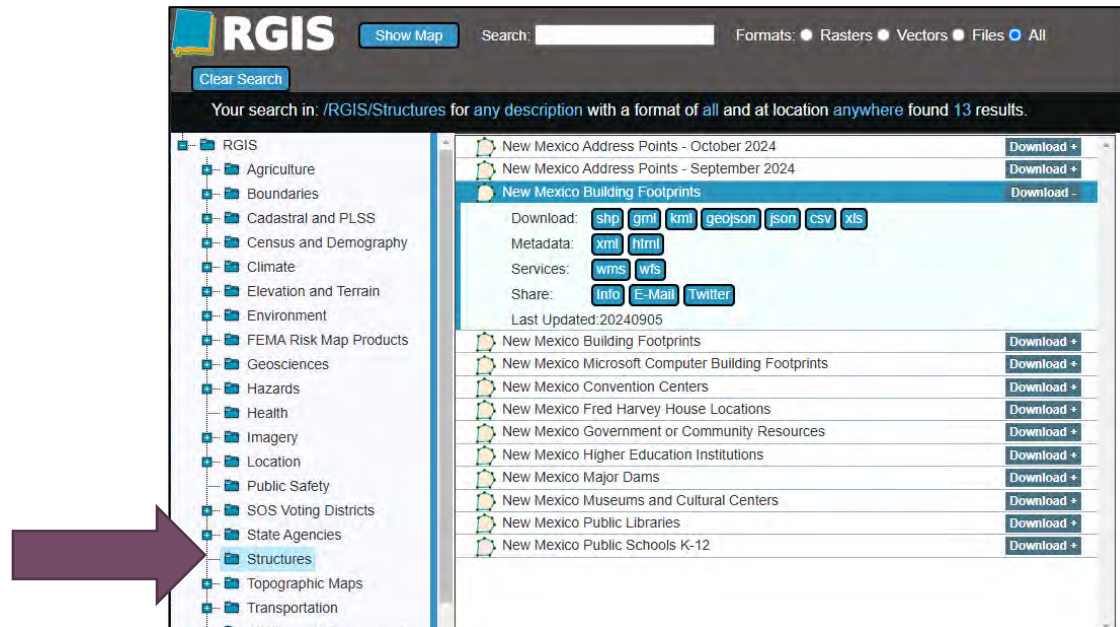 RGIS Show Map Search: Formats: Rasters Vectors Files All
Clear Search
Your search in: /RGIS/Structures for any description with a format of all and at location anywhere found 13 results.
RGIS
Agriculture
Boundaries
Cadastral and PLSS
Census and Demography
Climate
Elevation and Terrain
Environment
FEMA Risk Map Products
Geosciences
Hazards
Health
Imagery
Location
Public Safety
SOS Voting Districts
State Agencies
Structures
Topographic Maps
Transportation
New Mexico Address Points - October 2024 Download +
New Mexico Address Points - September 2024 Download +
New Mexico Building Footprints Download -
Download: shp gml kml geojson json csv xls
Metadata: xml html
Services: wms wfs
Share: Info E-Mail Twitter
Last Updated:20240905
New Mexico Building Footprints Download +
New Mexico Microsoft Computer Building Footprints Download +
New Mexico Convention Centers Download +
New Mexico Fred Harvey House Locations Download +
New Mexico Government or Community Resources Download +
New Mexico Higher Education Institutions Download +
New Mexico Major Dams Download +
New Mexico Museums and Cultural Centers Download +
New Mexico Public Libraries Download +
New Mexico Public Schools K-12 Download +